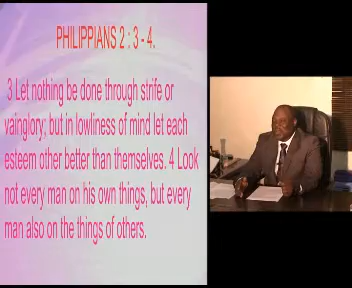 PHILIPPIANS 2 : 3 - 4.
3 Let nothing be done through strife or
vainglory; but in lowliness of mind let each
esteem other better than themselves. 4 Look
not every man on his own things, but every
man also on the things of others.